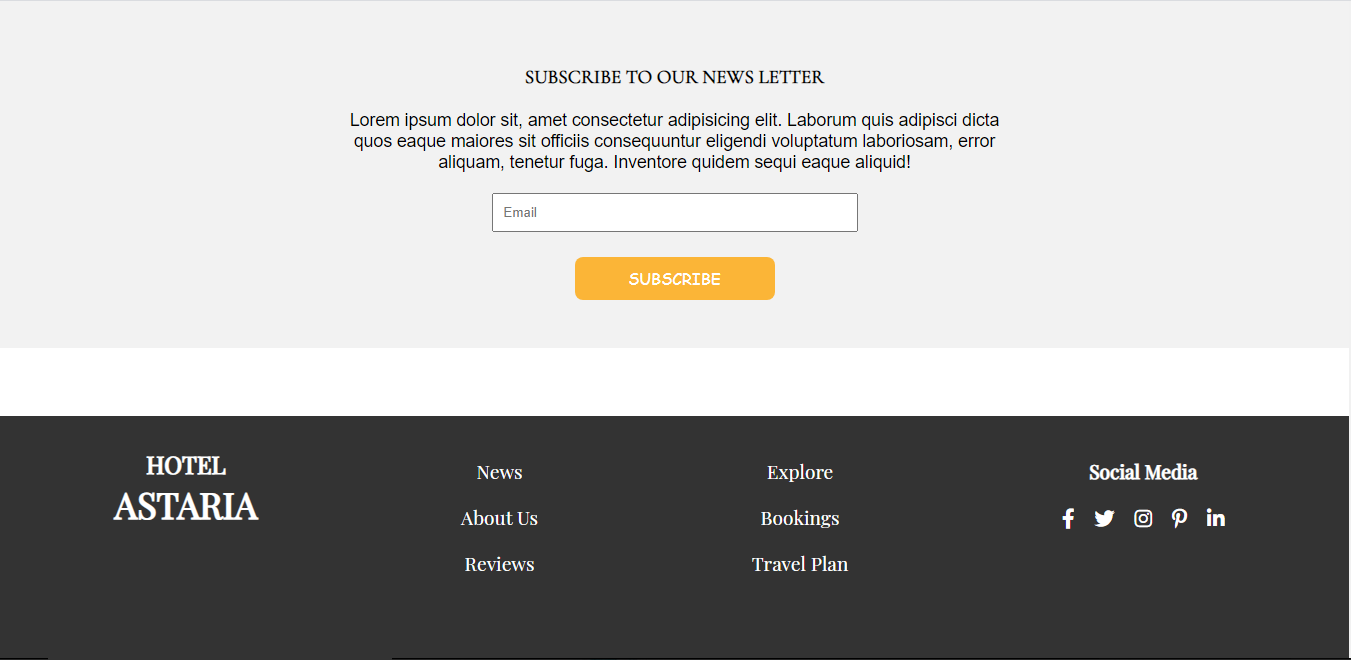 SUBSCRIBE TO OUR NEWS LETTER
Lorem ipsum dolor sit, amet consectetur adipisicing elit. Laborum quis adipisci dicta
quos eaque maiores sit officiis consequuntur eligendi voluptatum laboriosam, error
aliquam, tenetur fuga. Inventore quidem sequi eaque aliquid!
Email
SUBSCRIBE
HOTEL
ASTARIA
News
About Us
Reviews
Explore
Bookings
Travel Plan
Social Media